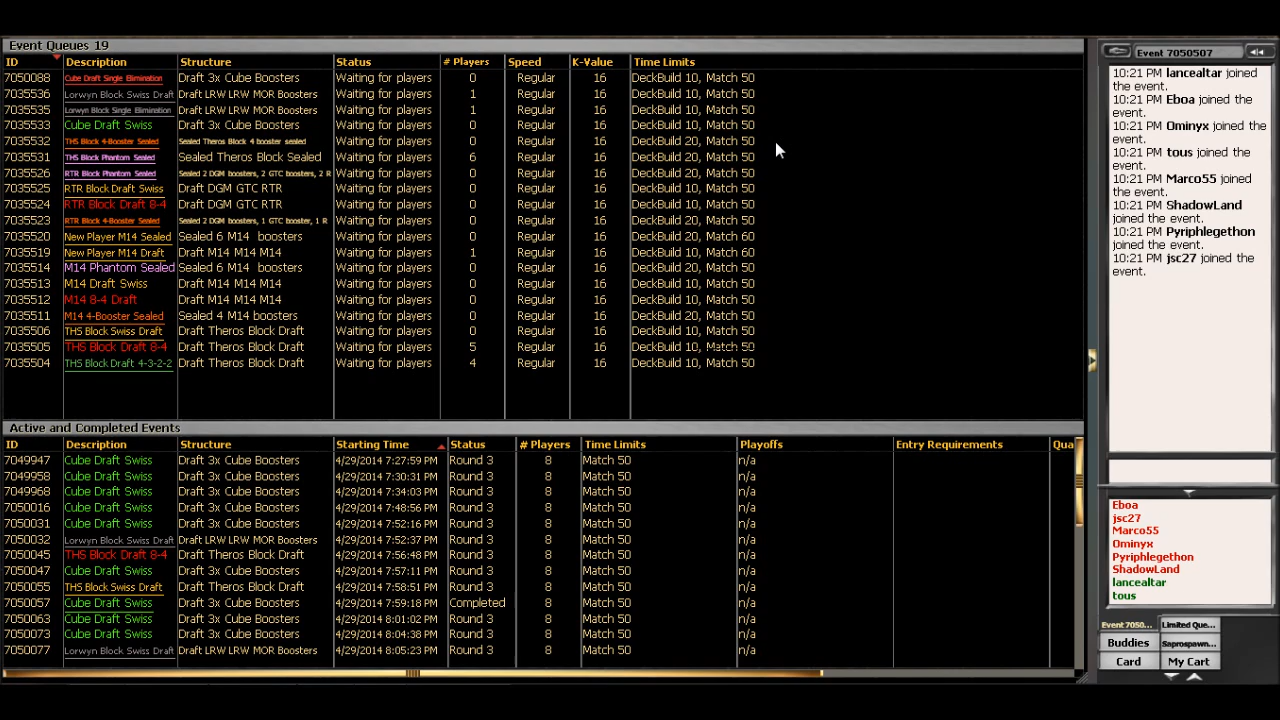 Event Queues 19
ID Description Structure Status # Players Speed K-Value Time Limits
7050088 Cube Draft Single Elimination Draft 3x Cube Boosters Waiting for players 0 Regular 16 DeckBuild 10, Match 50
7035536 Lorwyn Block Swiss Draft Draft LRW LRW MOR Boosters Waiting for players 1 Regular 16 DeckBuild 10, Match 50
7035535 Lorwyn Block Single Elimination Draft LRW LRW MOR Boosters Waiting for players 1 Regular 16 DeckBuild 10, Match 50
7035533 Cube Draft Swiss Draft 3x Cube Boosters Waiting for players 0 Regular 16 DeckBuild 10, Match 50
7035532 THS Block 4-Booster Sealed Sealed Theros Block 4 booster sealed Waiting for players 0 Regular 16 DeckBuild 20, Match 50
7035531 THS Block Phantom Sealed Sealed Theros Block Sealed Waiting for players 6 Regular 16 DeckBuild 20, Match 50
7035526 RTR Block Phantom Sealed Sealed 2 DGM boosters, 2 GTC boosters, 2 R Waiting for players 0 Regular 16 DeckBuild 20, Match 50
7035525 RTR Block Draft Swiss Draft DGM GTC RTR Waiting for players 0 Regular 16 DeckBuild 10, Match 50
7035524 RTR Block Draft 8-4 Draft DGM GTC RTR Waiting for players 0 Regular 16 DeckBuild 10, Match 50
7035523 RTR Block 4-Booster Sealed Sealed 2 DGM boosters, 1 GTC booster, 1 R Waiting for players 0 Regular 16 DeckBuild 20, Match 50
7035520 New Player M14 Sealed Sealed 6 M14 boosters Waiting for players 0 Regular 16 DeckBuild 20, Match 60
7035519 New Player M14 Draft Draft M14 M14 M14 Waiting for players 1 Regular 16 DeckBuild 10, Match 60
7035514 M14 Phantom Sealed Sealed 6 M14 boosters Waiting for players 0 Regular 16 DeckBuild 20, Match 50
7035513 M14 Draft Swiss Draft M14 M14 M14 Waiting for players 0 Regular 16 DeckBuild 10, Match 50
7035512 M14 8-4 Draft Draft M14 M14 M14 Waiting for players 0 Regular 16 DeckBuild 10, Match 50
7035511 M14 4-Booster Sealed Sealed 4 M14 boosters Waiting for players 0 Regular 16 DeckBuild 20, Match 50
7035506 THS Block Swiss Draft Draft Theros Block Draft Waiting for players 0 Regular 16 DeckBuild 10, Match 50
7035505 THS Block Draft 8-4 Draft Theros Block Draft Waiting for players 5 Regular 16 DeckBuild 10, Match 50
7035504 THS Block Draft 4-3-2-2 Draft Theros Block Draft Waiting for players 4 Regular 16 DeckBuild 10, Match 50
Active and Completed Events
ID Description Structure Starting Time Status # Players Time Limits Playoffs Entry Requirements Qua
7049947 Cube Draft Swiss Draft 3x Cube Boosters 4/29/2014 7:27:59 PM Round 3 8 Match 50 n/a
7049958 Cube Draft Swiss Draft 3x Cube Boosters 4/29/2014 7:30:31 PM Round 3 8 Match 50 n/a
7049968 Cube Draft Swiss Draft 3x Cube Boosters 4/29/2014 7:34:03 PM Round 3 8 Match 50 n/a
7050016 Cube Draft Swiss Draft 3x Cube Boosters 4/29/2014 7:48:56 PM Round 3 8 Match 50 n/a
7050031 Cube Draft Swiss Draft 3x Cube Boosters 4/29/2014 7:52:16 PM Round 3 8 Match 50 n/a
7050032 Lorwyn Block Swiss Draft Draft LRW LRW MOR Boosters 4/29/2014 7:52:37 PM Round 3 8 Match 50 n/a
7050045 THS Block Draft 8-4 Draft Theros Block Draft 4/29/2014 7:56:48 PM Round 3 8 Match 50 n/a
7050047 Cube Draft Swiss Draft 3x Cube Boosters 4/29/2014 7:57:11 PM Round 3 8 Match 50 n/a
7050055 THS Block Swiss Draft Draft Theros Block Draft 4/29/2014 7:58:51 PM Round 3 8 Match 50 n/a
7050057 Cube Draft Swiss Draft 3x Cube Boosters 4/29/2014 7:59:18 PM Completed 8 Match 50 n/a
7050063 Cube Draft Swiss Draft 3x Cube Boosters 4/29/2014 8:01:02 PM Round 3 8 Match 50 n/a
7050073 Cube Draft Swiss Draft 3x Cube Boosters 4/29/2014 8:04:38 PM Round 3 8 Match 50 n/a
7050077 Lorwyn Block Swiss Draft Draft LRW LRW MOR Boosters 4/29/2014 8:05:23 PM Round 3 8 Match 50 n/a
Event 7050507
10:21 PM lancealtar joined
the event.
10:21 PM Eboa joined the
event.
10:21 PM Ominyx joined the
event.
10:21 PM tous joined the
event.
10:21 PM Marco55 joined
the event.
10:21 PM ShadowLand
joined the event.
10:21 PM Pyriphlegethon
joined the event.
10:21 PM jsc27 joined the
event.
Eboa
jsc27
Marco55
Ominyx
Pyriphlegethon
ShadowLand
lancealtar
tous
Event 7050... Limited Que...
Buddies Saprospawn...
Card My Cart